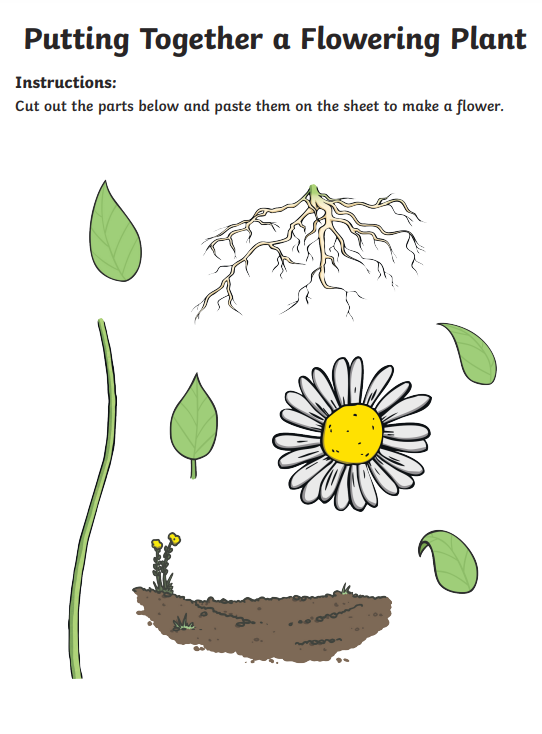 Putting Together a Flowering Plant
Instructions:
Cut out the parts below and paste them on the sheet to make a flower.